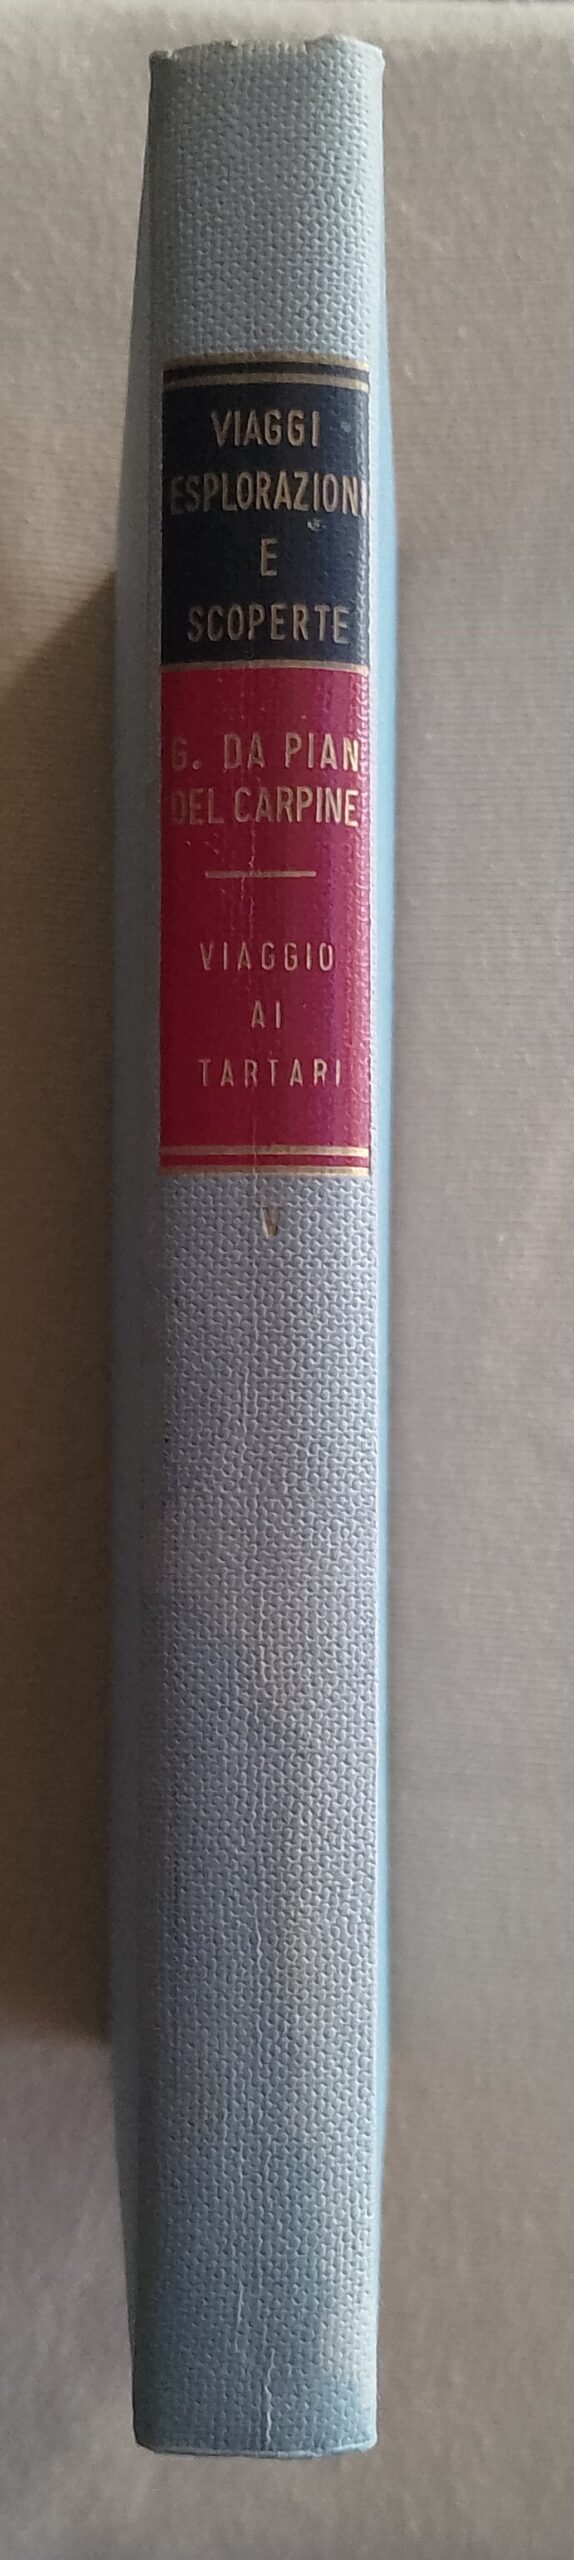 VIAGGI
ESPLORAZIONI
E
SCOPERTE
G. DA PIAN
DEL CARPINE
VIAGGIO
AI
TARTARI
V